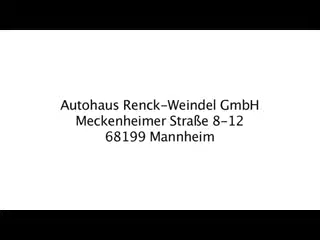 Autohaus Renck-Weindel GmbH
Meckenheimer Straße 8-12
68199 Mannheim